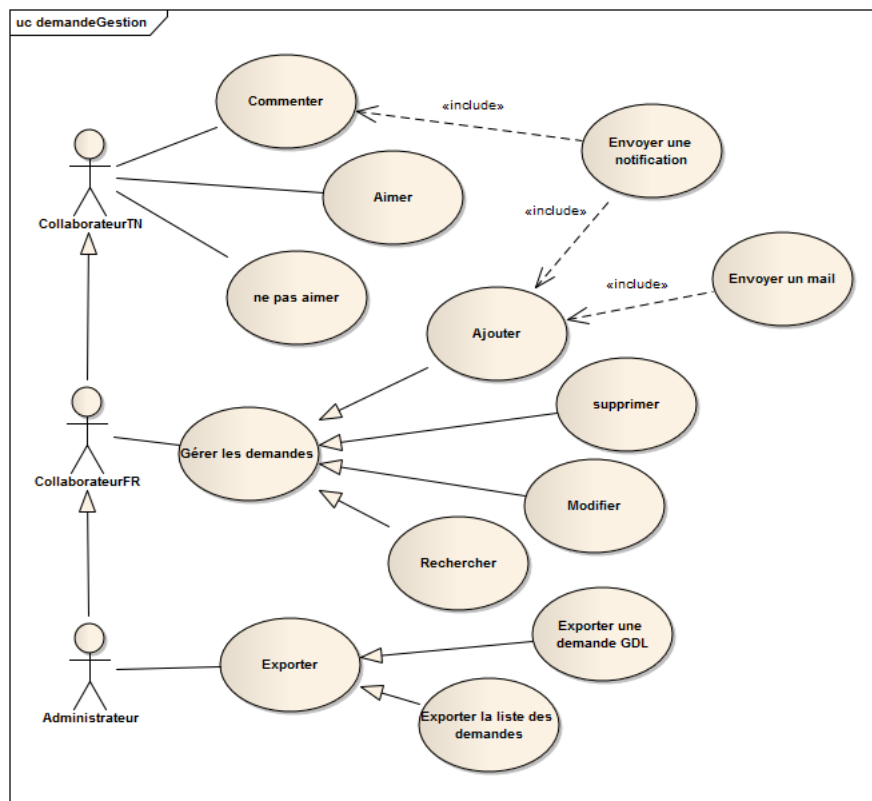 uc demandeGestion
Commenter
«include»
Envoyer une
notification
Aimer
CollaborateurTN
«include»
ne pas aimer
Envoyer un mail
«include»
Ajouter
supprimer
Gérer les demandes
CollaborateurFR
Modifier
Rechercher
Exporter une
demande GDL
Exporter
Administrateur
Exporter la liste des
demandes